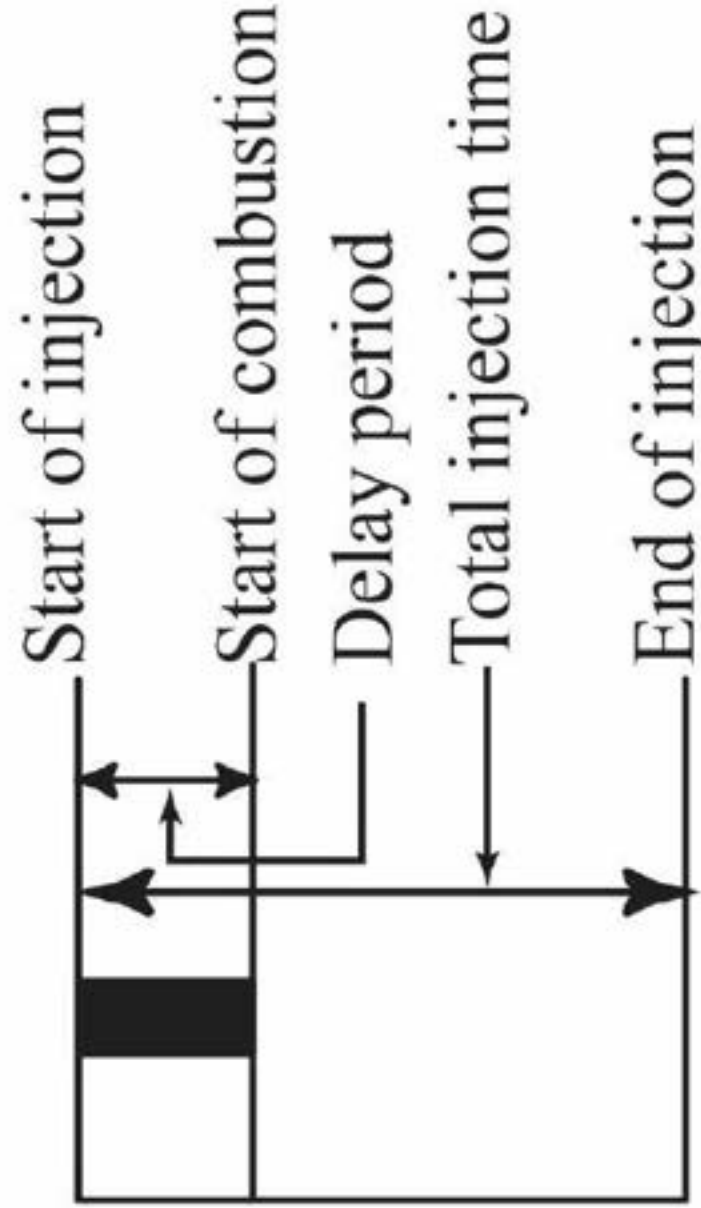 Start of injection
Start of combustion
Delay period
Total injection time
End of injection